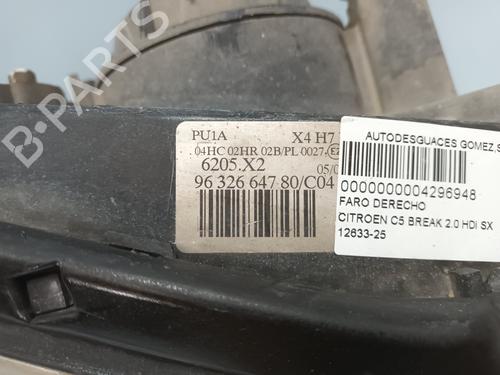 PU1A X4 H7
04HC 02HR 02B/PL 0027-
6205.X2 05/0
96 326 647 80/C04
AUTODESGUACES GOMEZ,S
0000000004296948
FARO DERECHO
CITROEN C5 BREAK 2.0 HDI SX
12633-25
B-PARTS